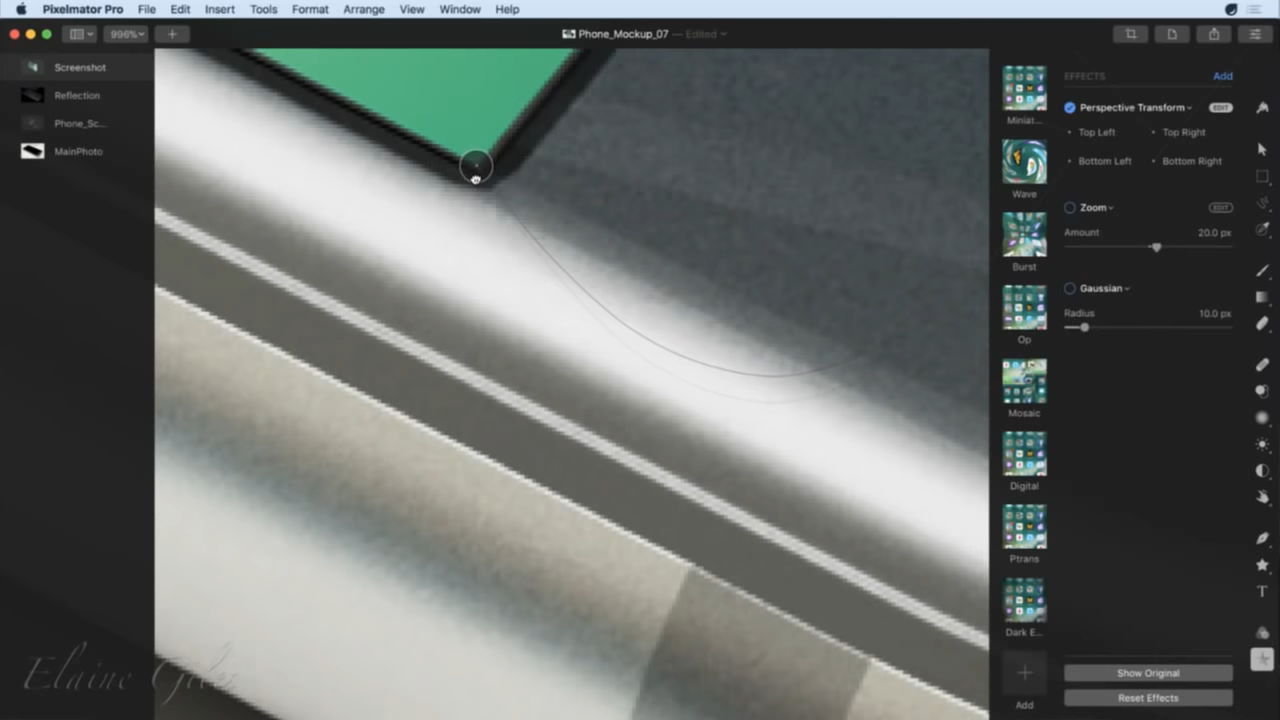 Pixelmator Pro File Edit Insert Tools Format Arrange View Window Help
996% Phone_Mockup_07 — Edited
Screenshot
Reflection
Phone_Sc...
MainPhoto
Miniat...
Wave
Burst
Op
Mosaic
Digital
Ptrans
Dark E...
Add
EFFECTS Add
Perspective Transform EDIT
Top Left Top Right
Bottom Left Bottom Right
Zoom EDIT
Amount 20.0 px
Gaussian
Radius 10.0 px
Show Original
Reset Effects
T
Elaine Giles